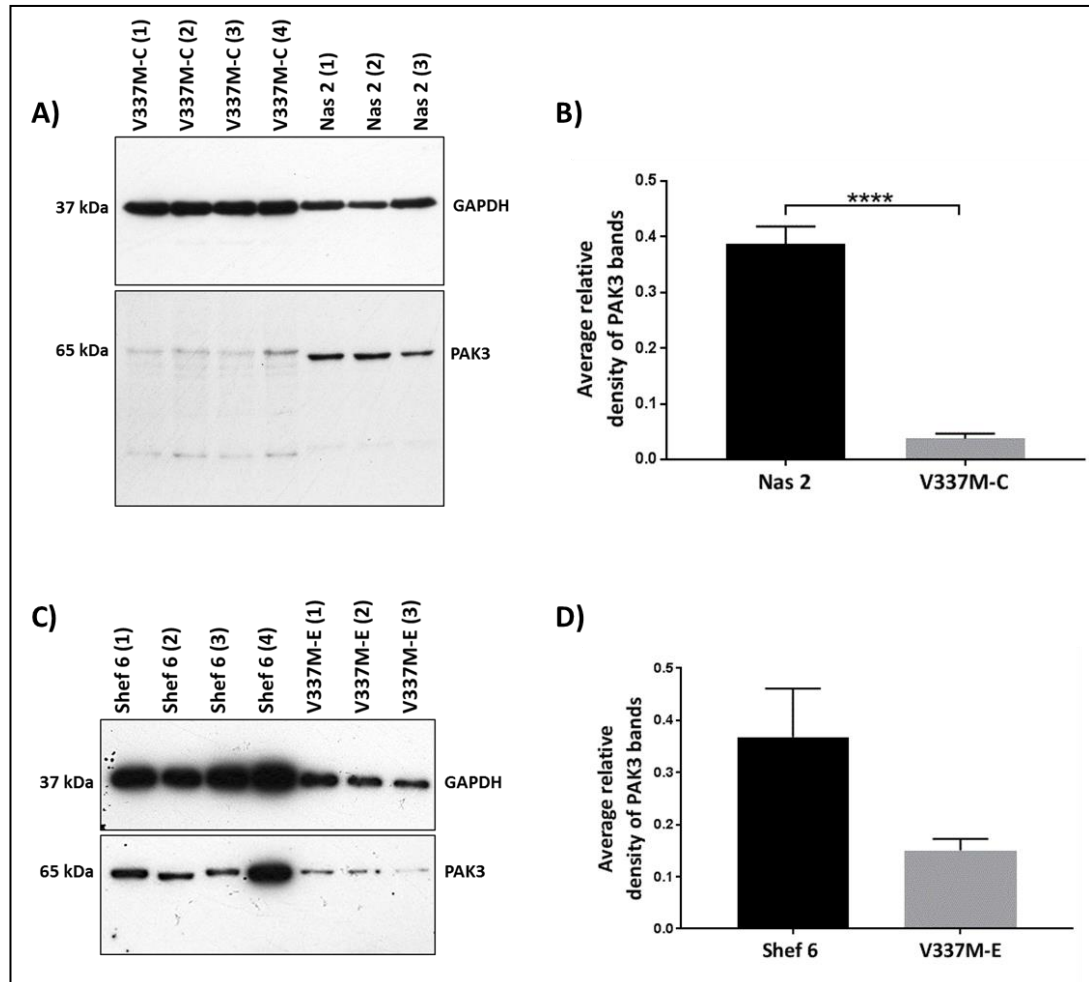 A)
V337M-C (1)
V337M-C (2)
V337M-C (3)
V337M-C (4)
Nas 2 (1)
Nas 2 (2)
Nas 2 (3)
37 kDa
GAPDH
65 kDa
PAK3
B)
Average relative
density of PAK3 bands
0.5
0.4
0.3
0.2
0.1
0.0
****
Nas 2
V337M-C
C)
Shef 6 (1)
Shef 6 (2)
Shef 6 (3)
Shef 6 (4)
V337M-E (1)
V337M-E (2)
V337M-E (3)
37 kDa
GAPDH
65 kDa
PAK3
D)
Average relative
density of PAK3 bands
0.5
0.4
0.3
0.2
0.1
0.0
Shef 6
V337M-E